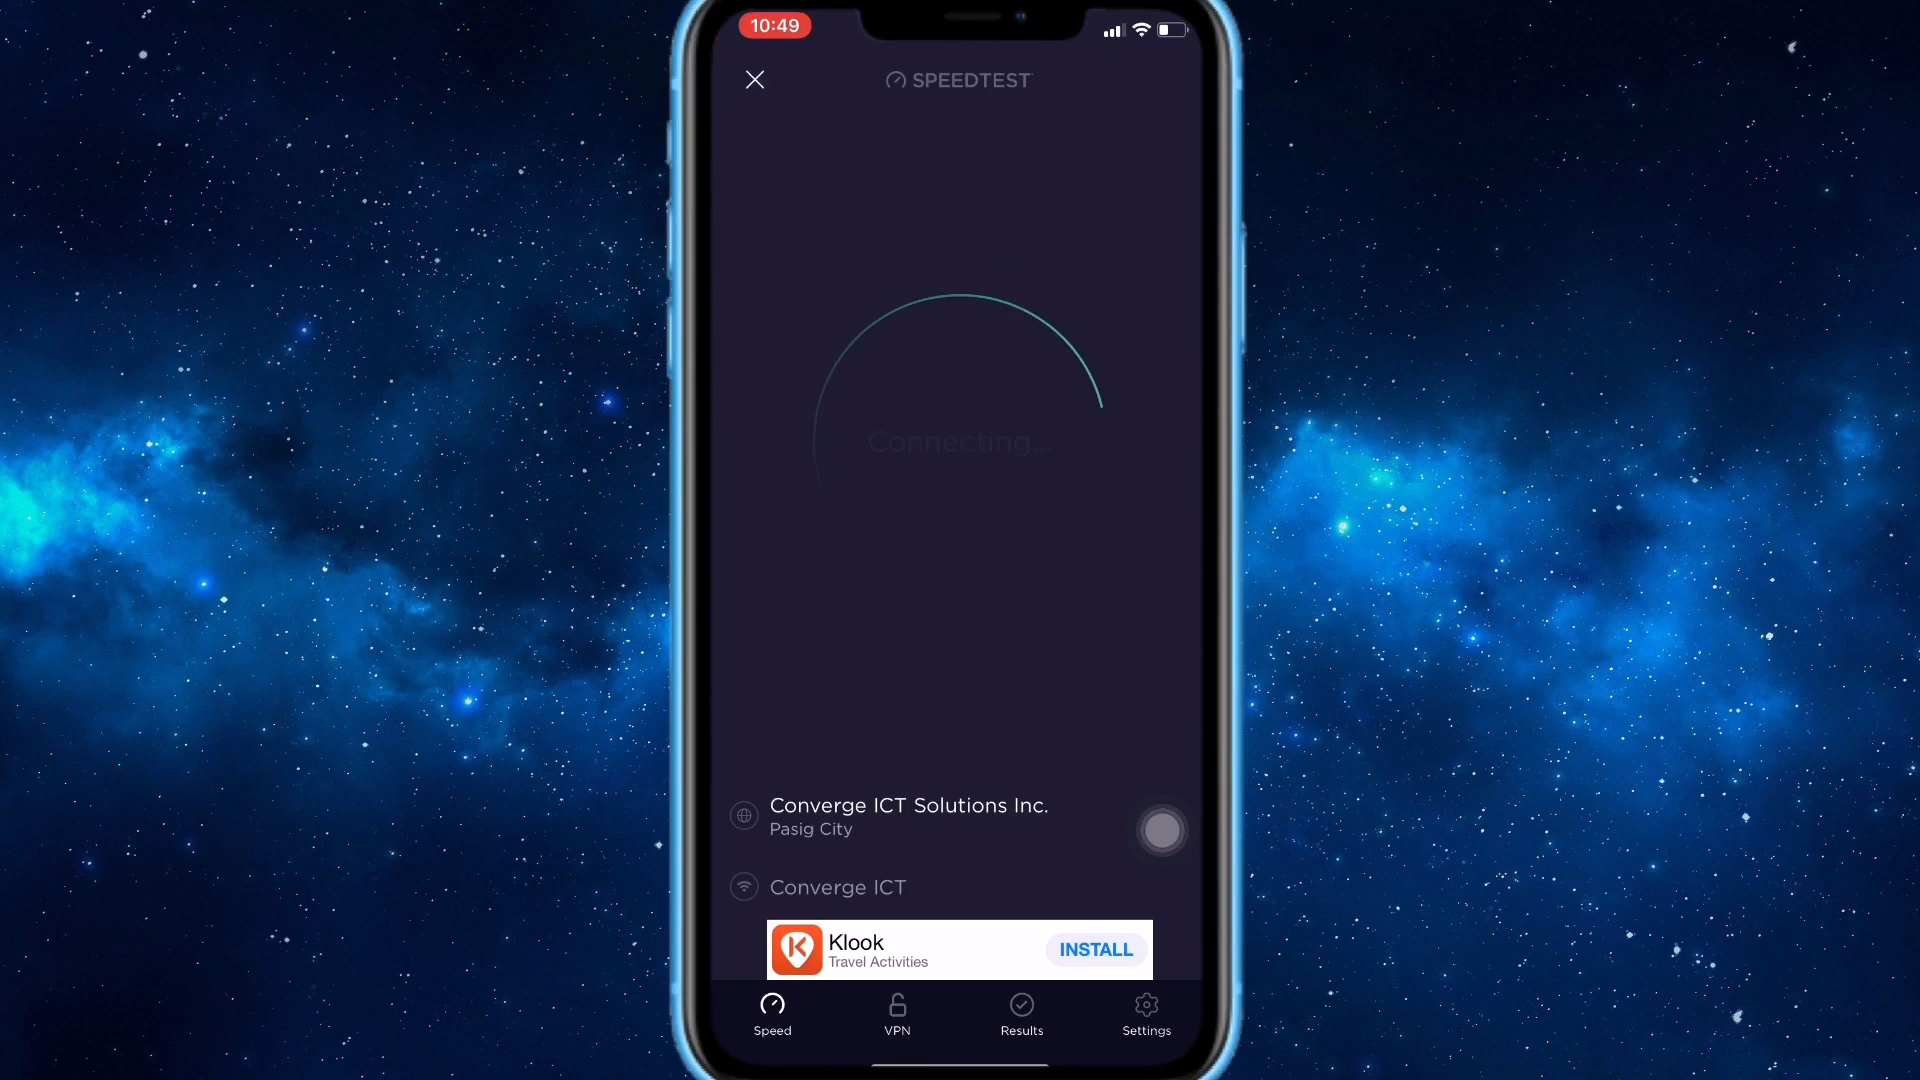 10:49
SPEEDTEST
Connecting...
Converge ICT Solutions Inc.
Pasig City
Converge ICT
Klook
Travel Activities
INSTALL
Speed
VPN
Results
Settings